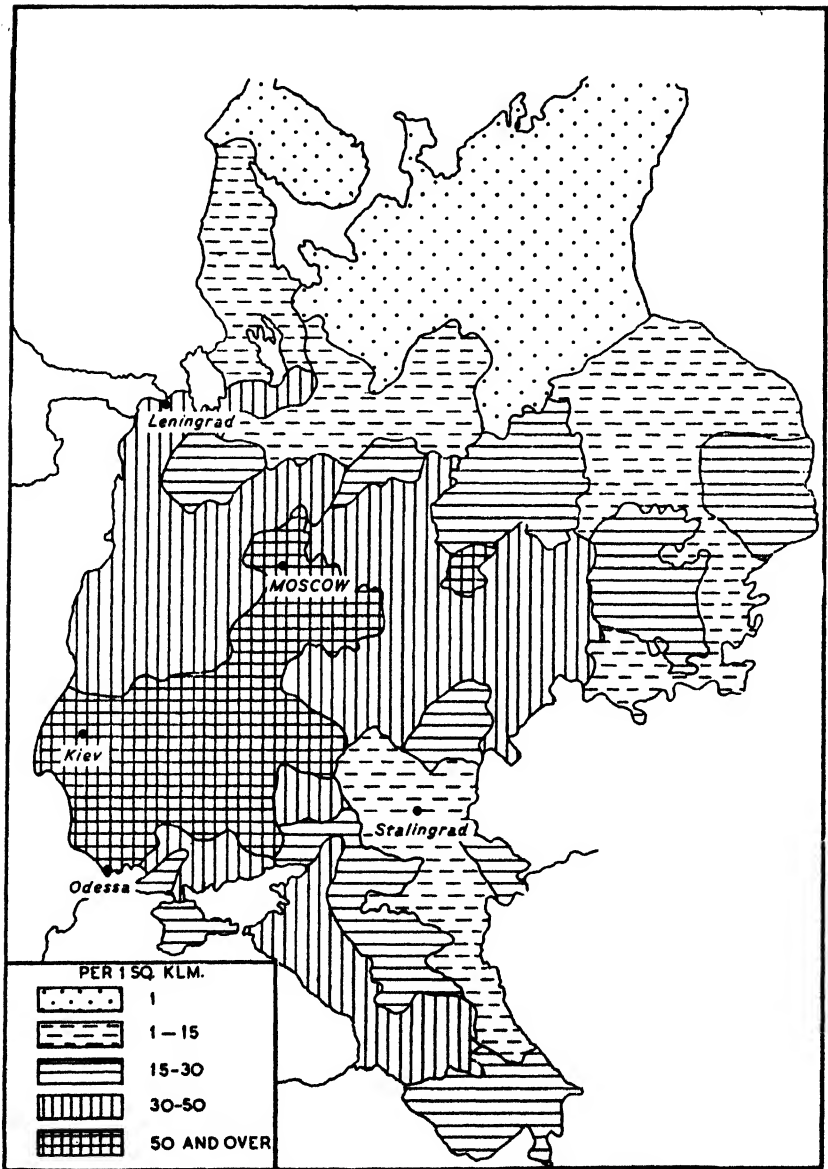 Leningrad
MOSCOW
Kiev
Stalingrad
Odessa
PER 1 SQ. KLM.
1
1—15
15-30
30-50
50 AND OVER